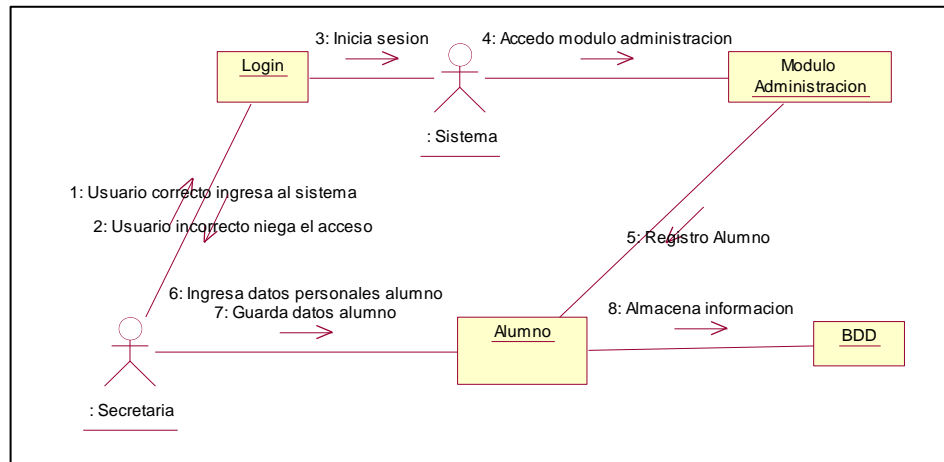 3: Inicia sesion
4: Accedo modulo administracion
Login
Modulo
Administracion
: Sistema
1: Usuario correcto ingresa al sistema
2: Usuario incorrecto niega el acceso
5: Registro Alumno
6: Ingresa datos personales alumno
7: Guarda datos alumno
8: Almacena informacion
Alumno
BDD
: Secretaria